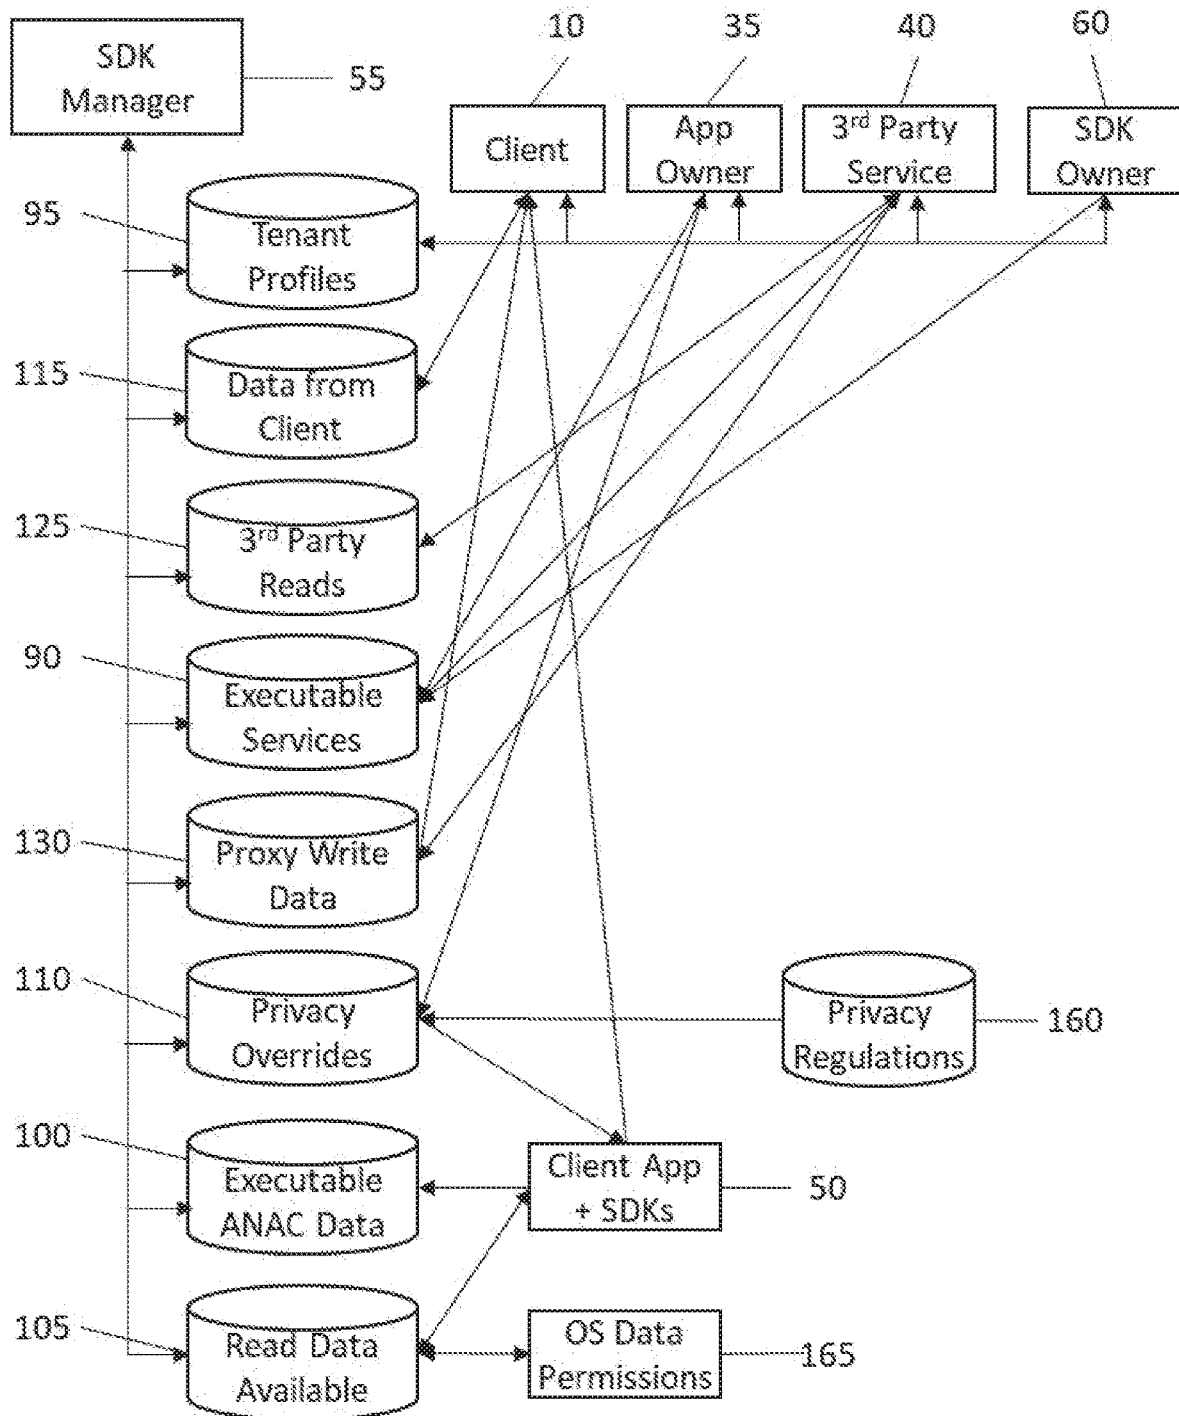 SDK
Manager
55
10
35
40
60
Client
App
Owner
3rd Party
Service
SDK
Owner
95
Tenant
Profiles
115
Data from
Client
125
3rd Party
Reads
90
Executable
Services
130
Proxy Write
Data
110
Privacy
Overrides
Privacy
Regulations
160
100
Executable
ANAC Data
Client App
+ SDKs
50
105
Read Data
Available
OS Data
Permissions
165